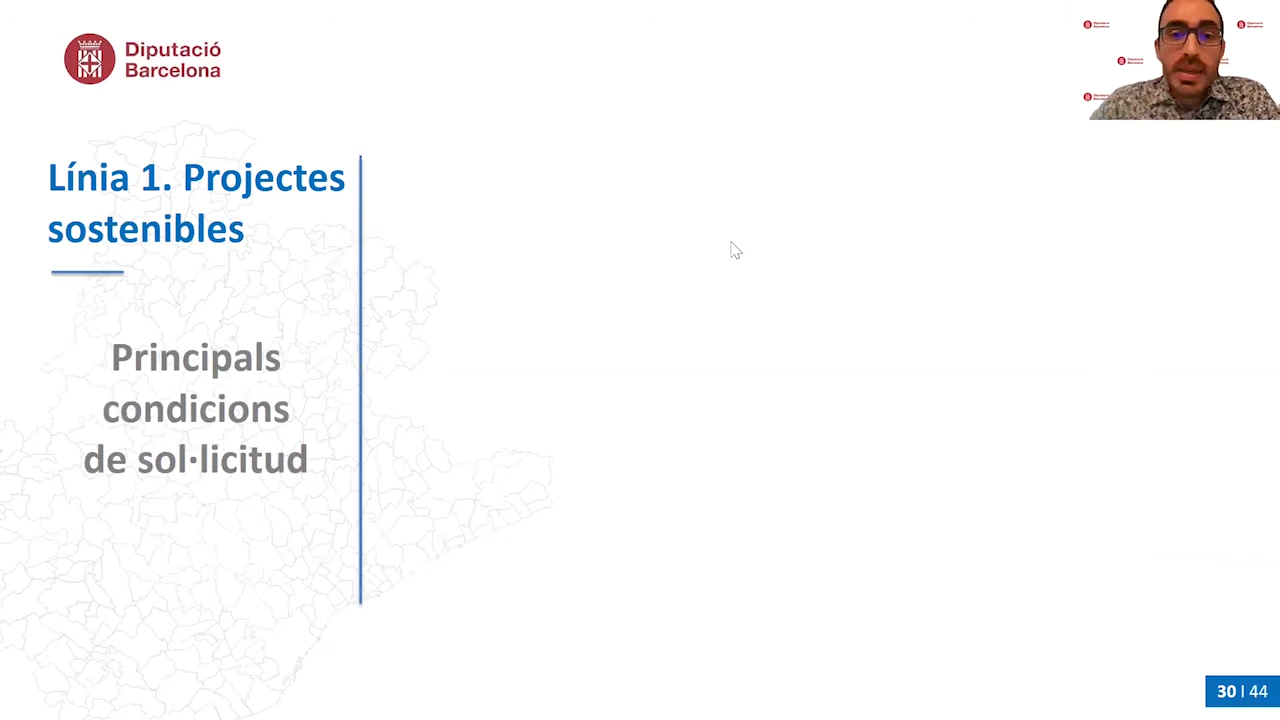 Diputació
Barcelona
Línia 1. Projectes
sostenibles
Principals
condicions
de sol·licitud
30 | 44